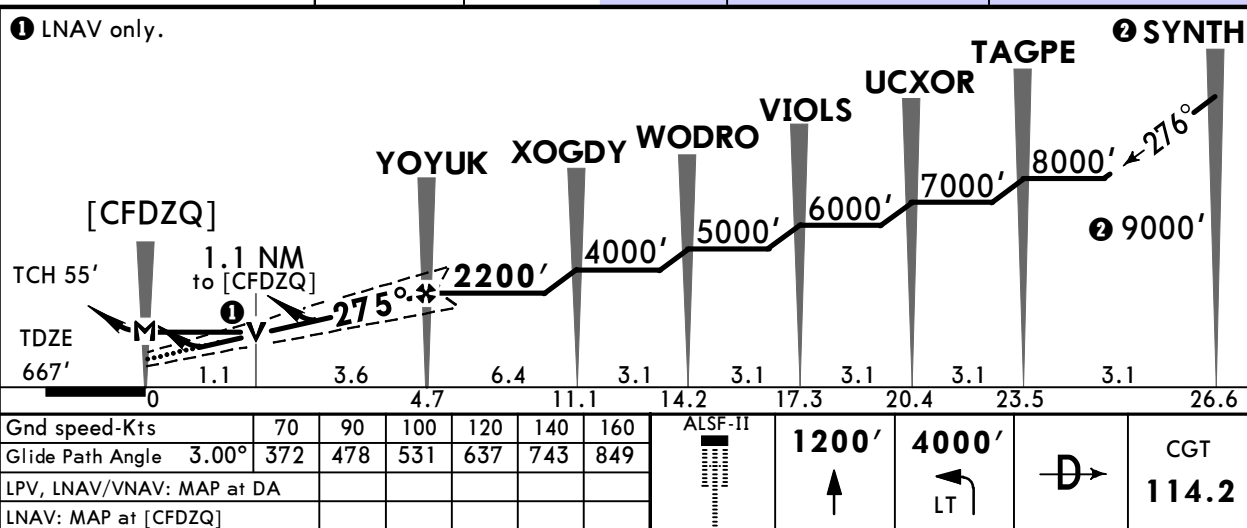 ❶ LNAV only.
❷ SYNTH
TAGPE
UCXOR
VIOLS
WODRO
XOGDY
YOYUK
[CFDZQ]
276°
8000′
7000′
6000′
5000′
4000′
2200′
❷ 9000′
1.1 NM
to [CFDZQ]
TCH 55′
❶
275°
M
V
TDZE
667′
1.1 3.6 6.4 3.1 3.1 3.1 3.1 3.1
0 4.7 11.1 14.2 17.3 20.4 23.5 26.6
Gnd speed-Kts 70 90 100 120 140 160
Glide Path Angle 3.00° 372 478 531 637 743 849
LPV, LNAV/VNAV: MAP at DA
LNAV: MAP at [CFDZQ]
ALSF-II
1200′
4000′
LT
D
CGT
114.2